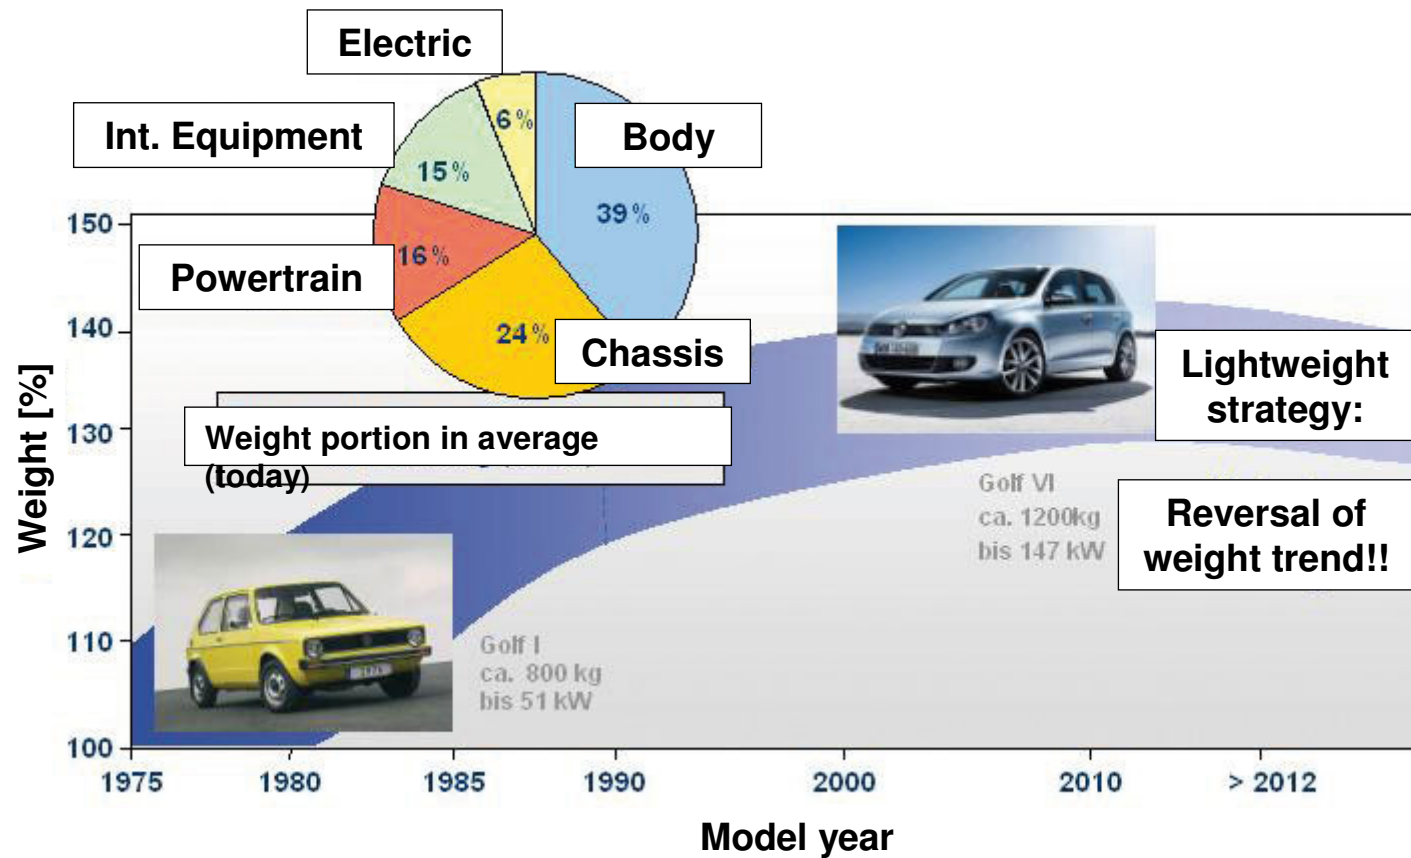 Electric
Int. Equipment
6 %
Body
15 %
39 %
150
16 %
Powertrain
140
24 %
Chassis
Lightweight
strategy:
Weight [%]
130
Weight portion in average
(today)
Golf VI
ca. 1200kg
bis 147 kW
Reversal of
weight trend!!
120
110
Golf I
ca. 800 kg
bis 51 kW
100
1975
1980
1985
1990
2000
2010
> 2012
Model year